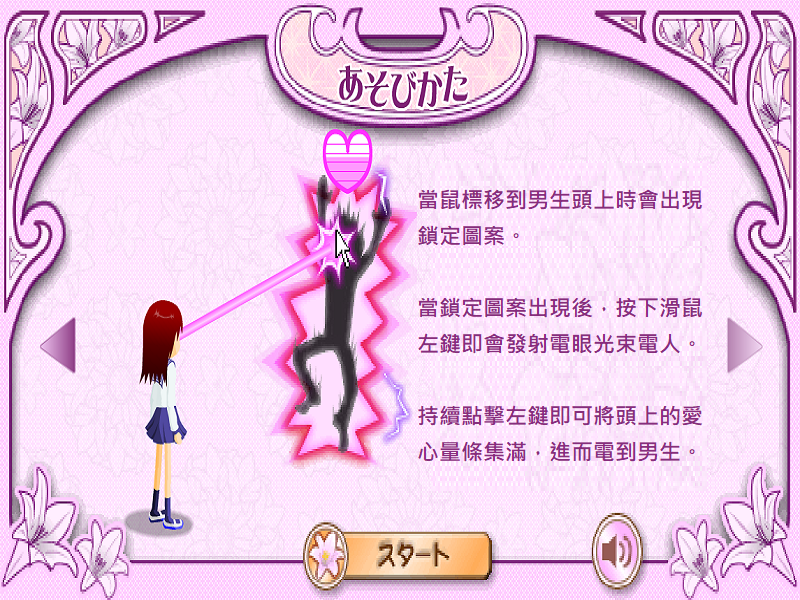 あそびかた
當鼠標移到男生頭上時會出現
鎖定圖案。
當鎖定圖案出現後，按下滑鼠
左鍵即會發射電眼光束電人。
持續點擊左鍵即可將頭上的愛
心量條集滿，進而電到男生。
スタート